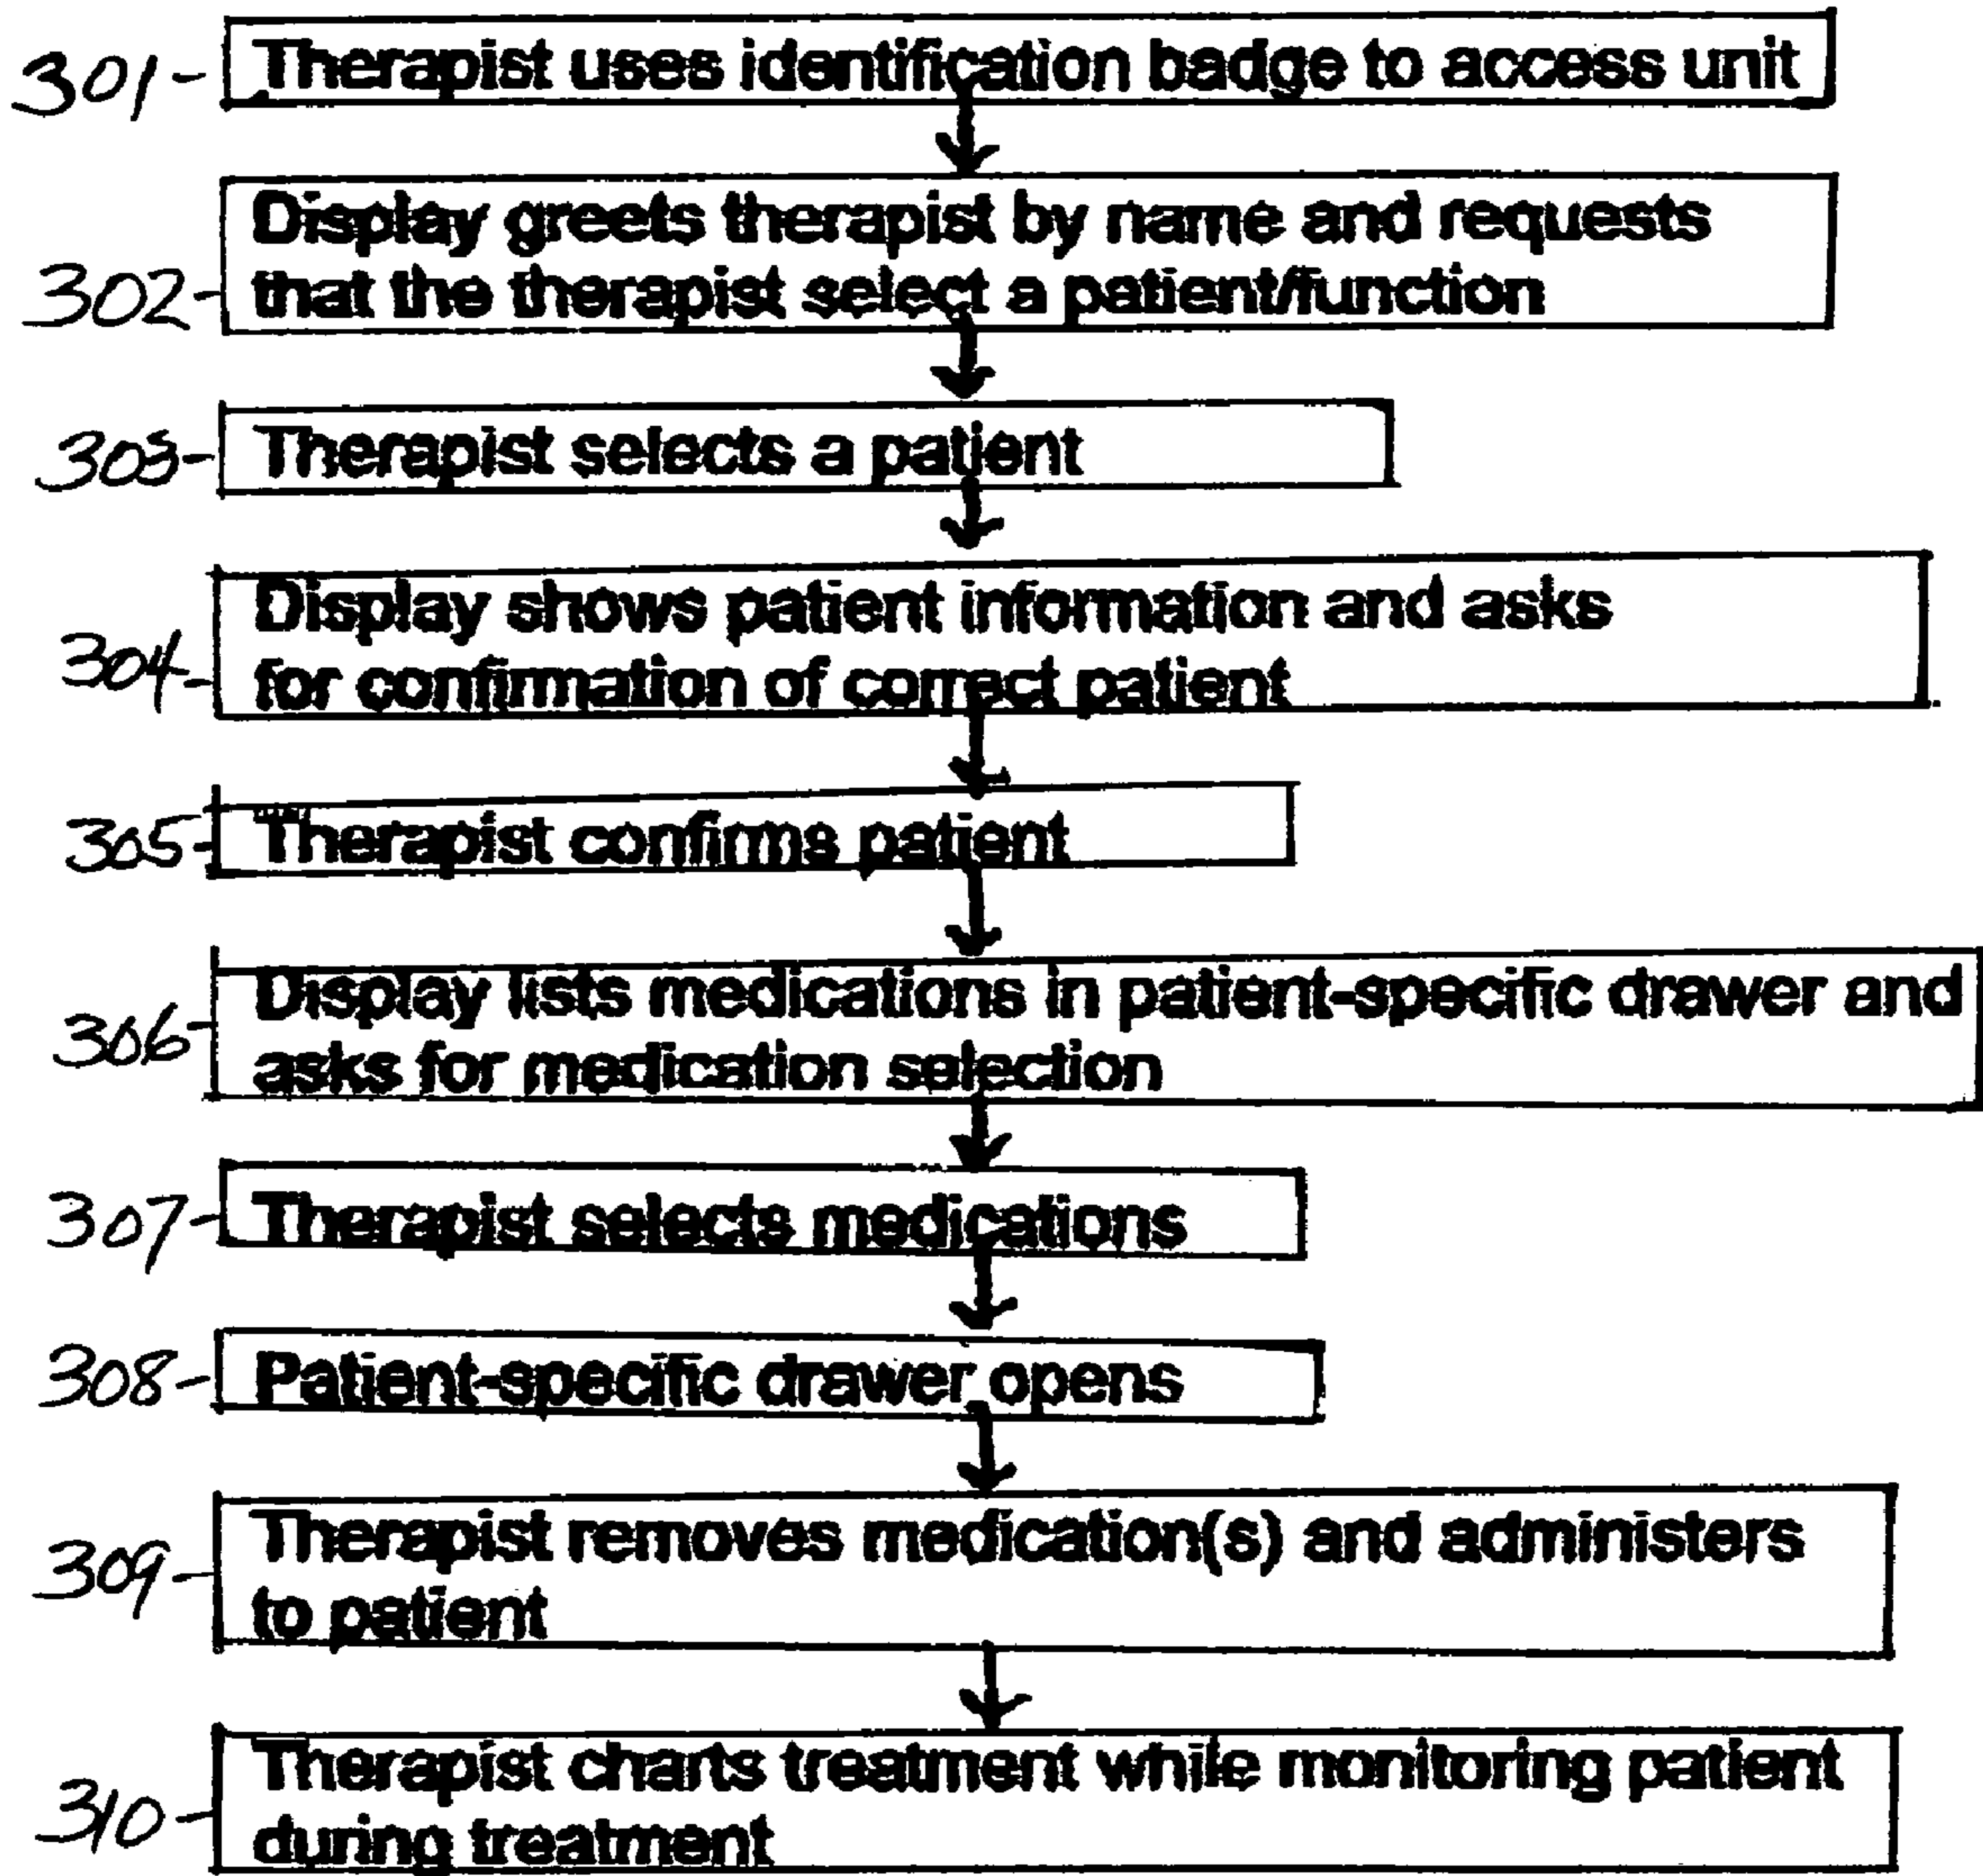 301- Therapist uses identification badge to access unit
Display greets therapist by name and requests
302- that the therapist select a patient/function
303- Therapist selects a patient
Display shows patient information and asks
304- for confirmation of correct patient
305- Therapist confirms patient
Display lists medications in patient-specific drawer and
306- asks for medication selection
307- Therapist selects medications
308- Patient-specific drawer opens
Therapist removes medication(s) and administers
309- to patient
Therapist charts treatment while monitoring patient
310- during treatment